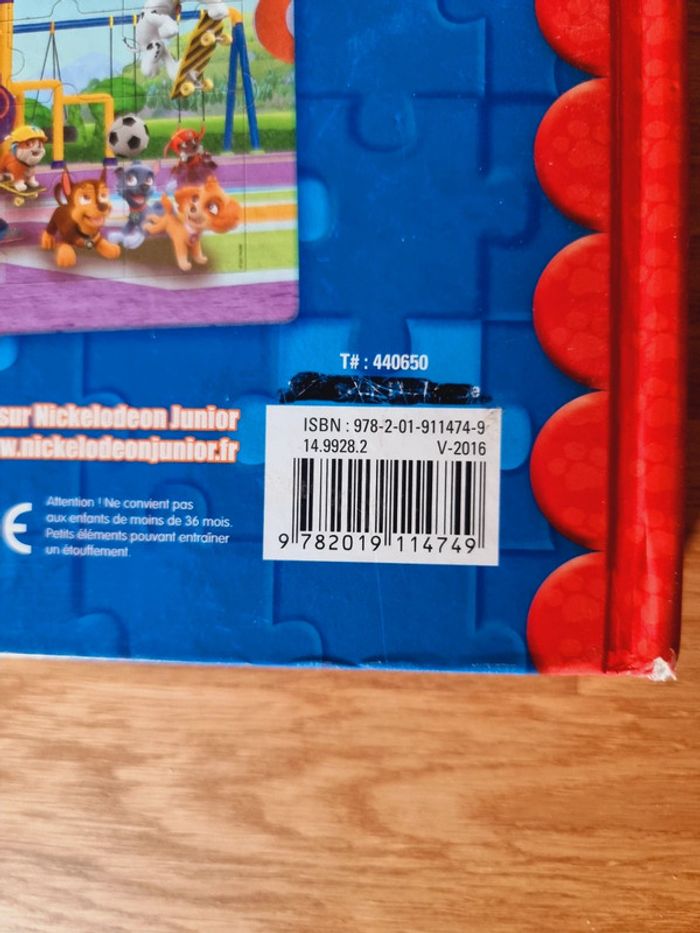 T# : 440650
e
sur Nickelodeon Junior
w.nickelodeonjunior.fr
ISBN : 978-2-01-911474-9
14.9928.2 V-2016
9 782019 114749
CE
Attention ! Ne convient pas
aux enfants de moins de 36 mois.
Petits éléments pouvant entraîner
un étouffement.